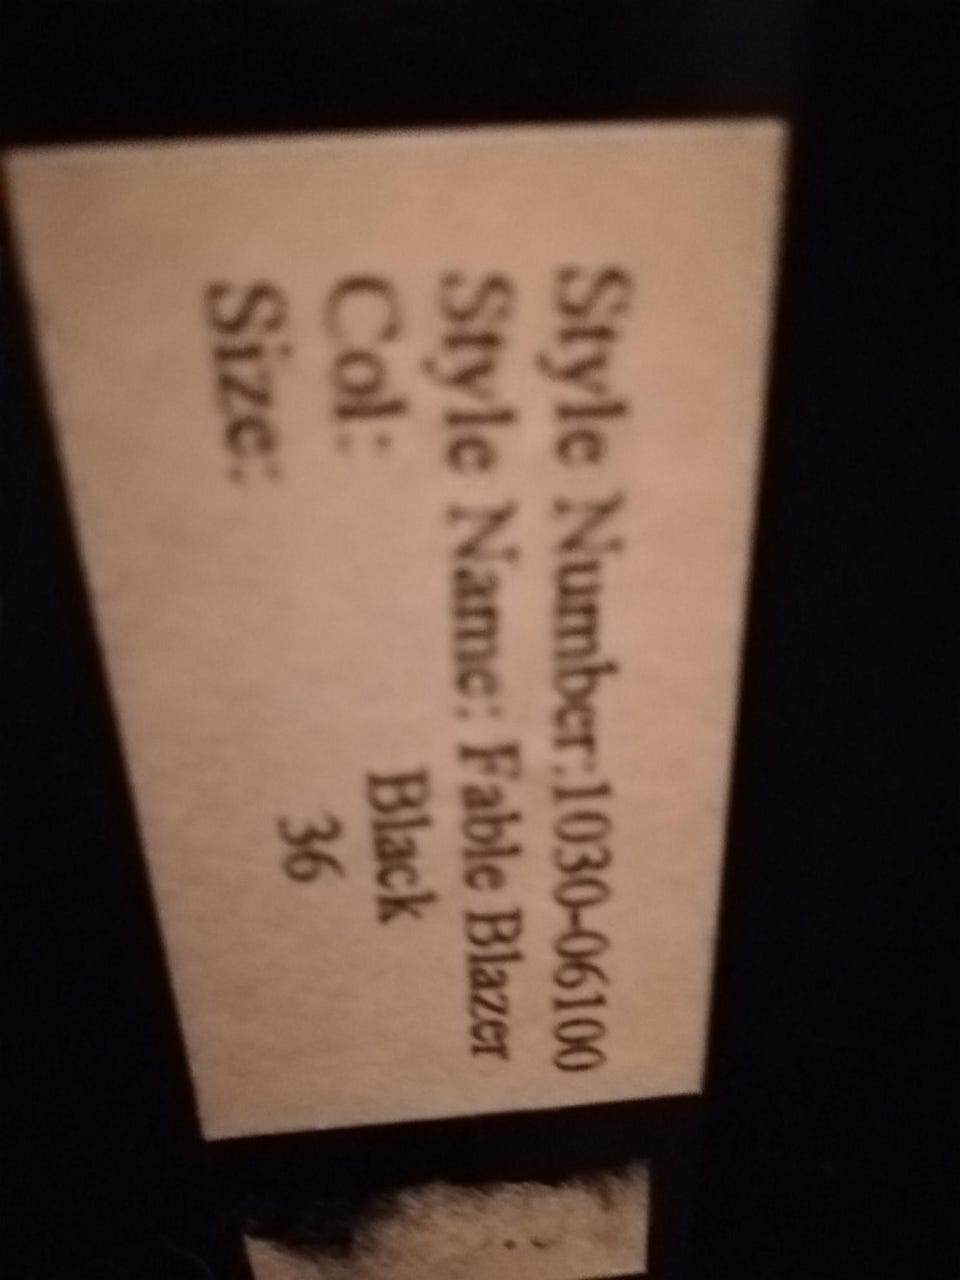 Style Number:1030-06100
Style Name: Fable Blazer
Col: Black
Size: 36